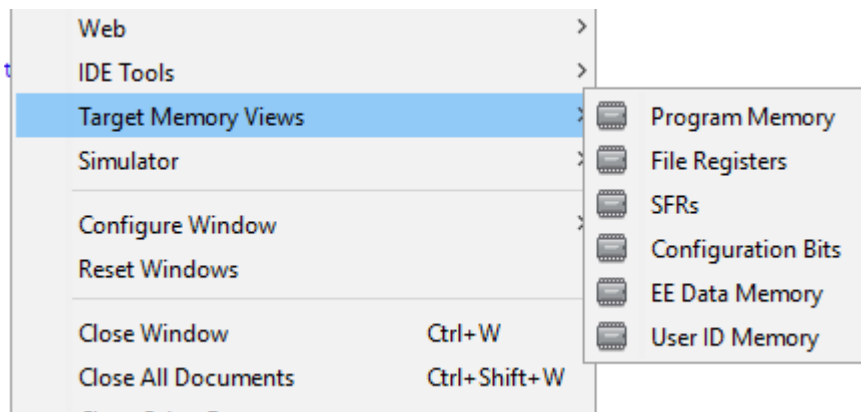 Web
IDE Tools
Target Memory Views
Simulator
Configure Window
Reset Windows
Close Window Ctrl+W
Close All Documents Ctrl+Shift+W
Program Memory
File Registers
SFRs
Configuration Bits
EE Data Memory
User ID Memory